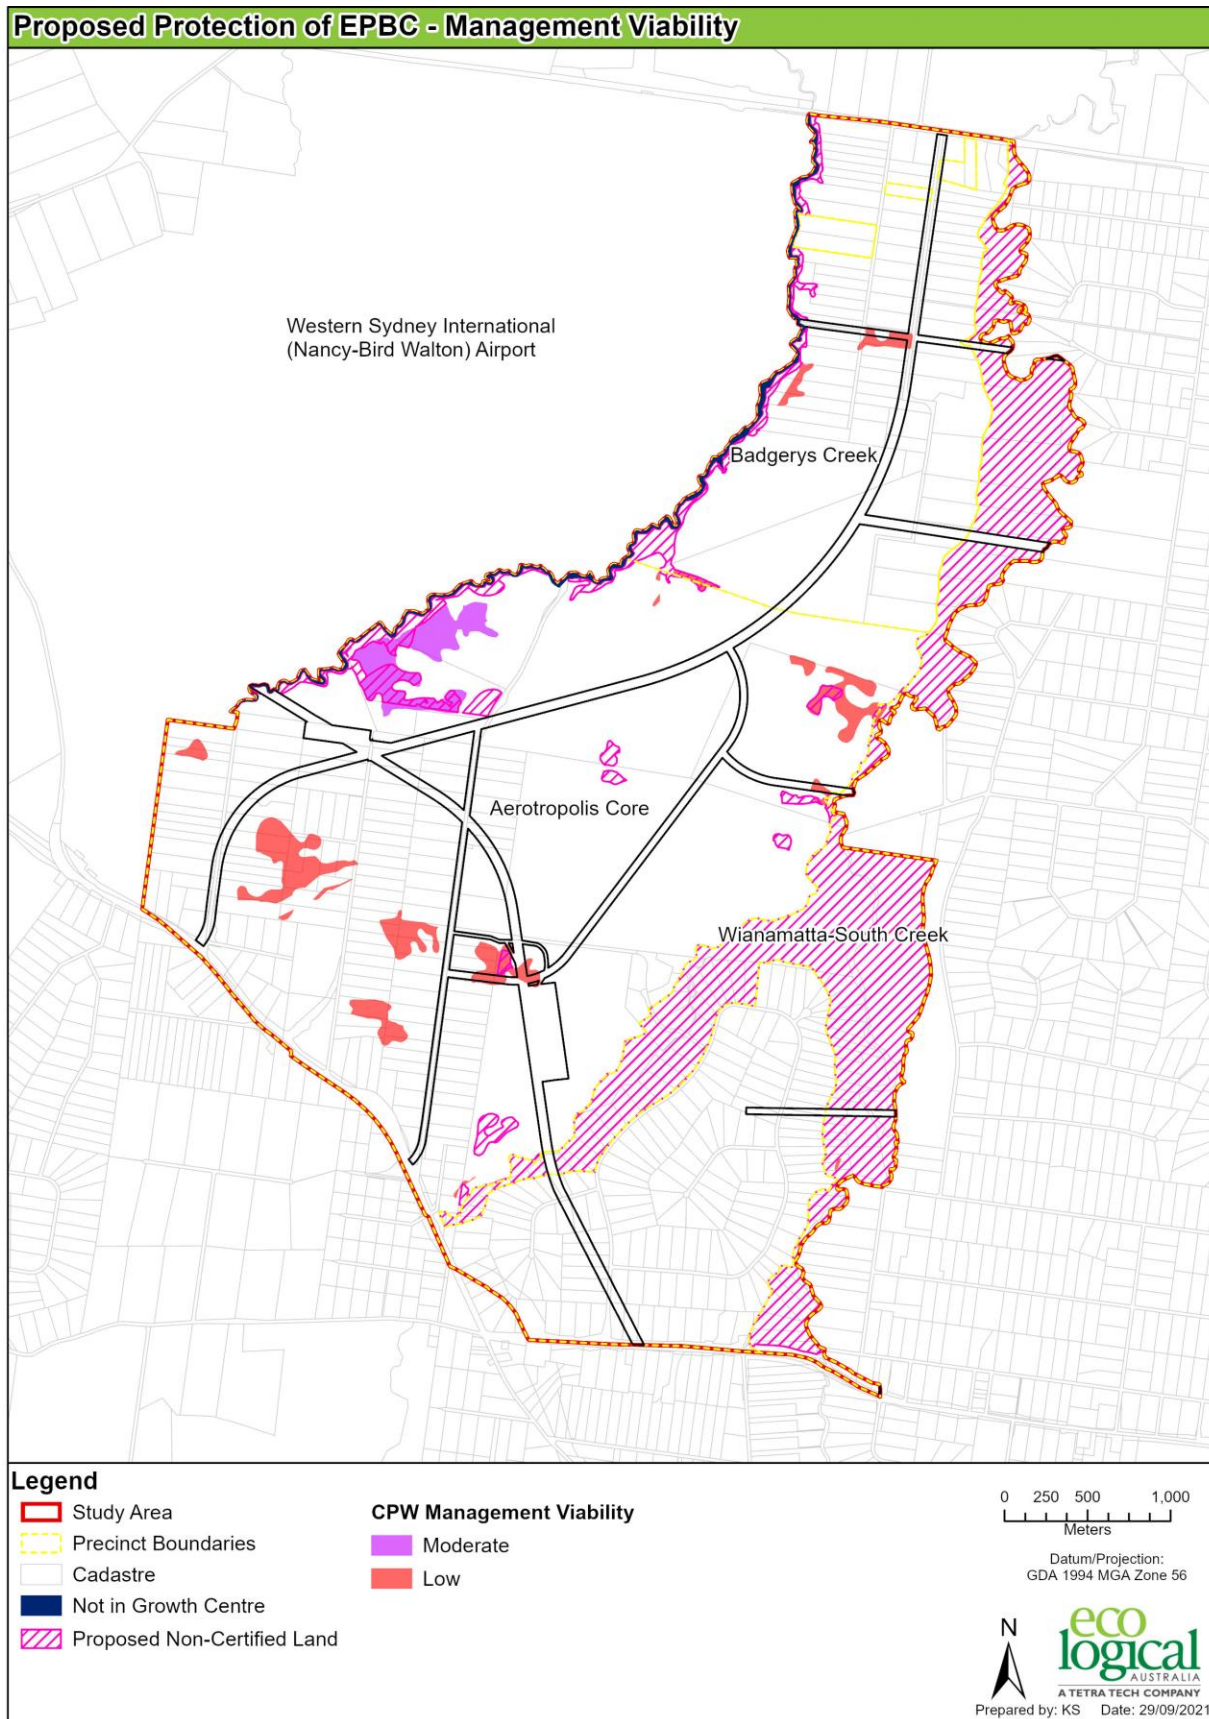 Proposed Protection of EPBC - Management Viability
Western Sydney International
(Nancy-Bird Walton) Airport
Badgerys Creek
Aerotropolis Core
Wianamatta-South Creek
Legend
Study Area
Precinct Boundaries
Cadastre
Not in Growth Centre
Proposed Non-Certified Land
CPW Management Viability
Moderate
Low
0 250 500 1,000
Meters
Datum/Projection:
GDA 1994 MGA Zone 56
N
eco
logical
AUSTRALIA
A TETRA TECH COMPANY
Prepared by: KS Date: 29/09/2021